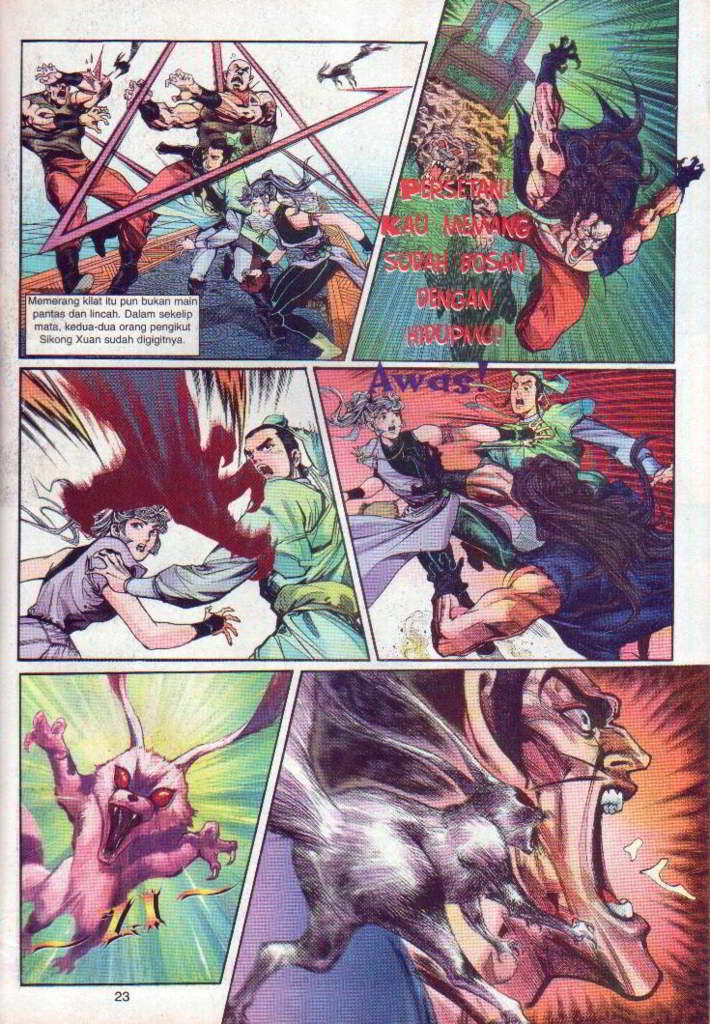 Memerang kilat itu pun bukan main
pantas dan lincah. Dalam sekelip
mata, kedua-dua orang pengikut
Sikong Xuan sudah digigitnya.
PERSETAN!
KAU MEMANG
SUDAH BOSAN
DENGAN
HIDUPMU!
AWAS!
ZI
23